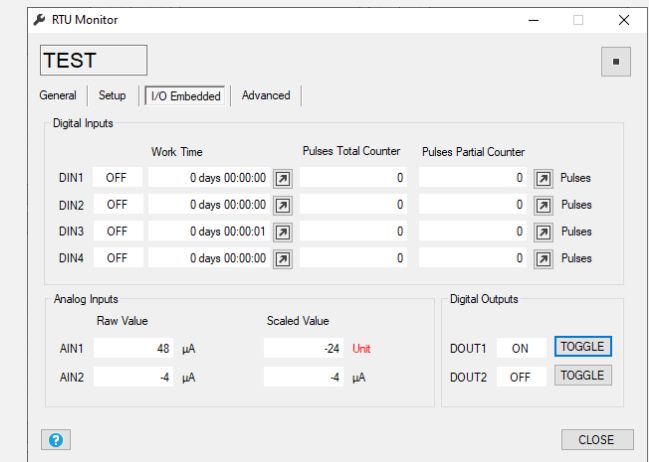 RTU Monitor
TEST
General Setup I/O Embedded Advanced
Digital Inputs
Work Time Pulses Total Counter Pulses Partial Counter
DIN1 OFF 0 days 00:00:00 0 0 Pulses
DIN2 OFF 0 days 00:00:00 0 0 Pulses
DIN3 OFF 0 days 00:00:01 0 0 Pulses
DIN4 OFF 0 days 00:00:00 0 0 Pulses
Analog Inputs Digital Outputs
Raw Value Scaled Value
AIN1 48 µA -24 Unit DOUT1 ON TOGGLE
AIN2 -4 µA -4 µA DOUT2 OFF TOGGLE
? CLOSE